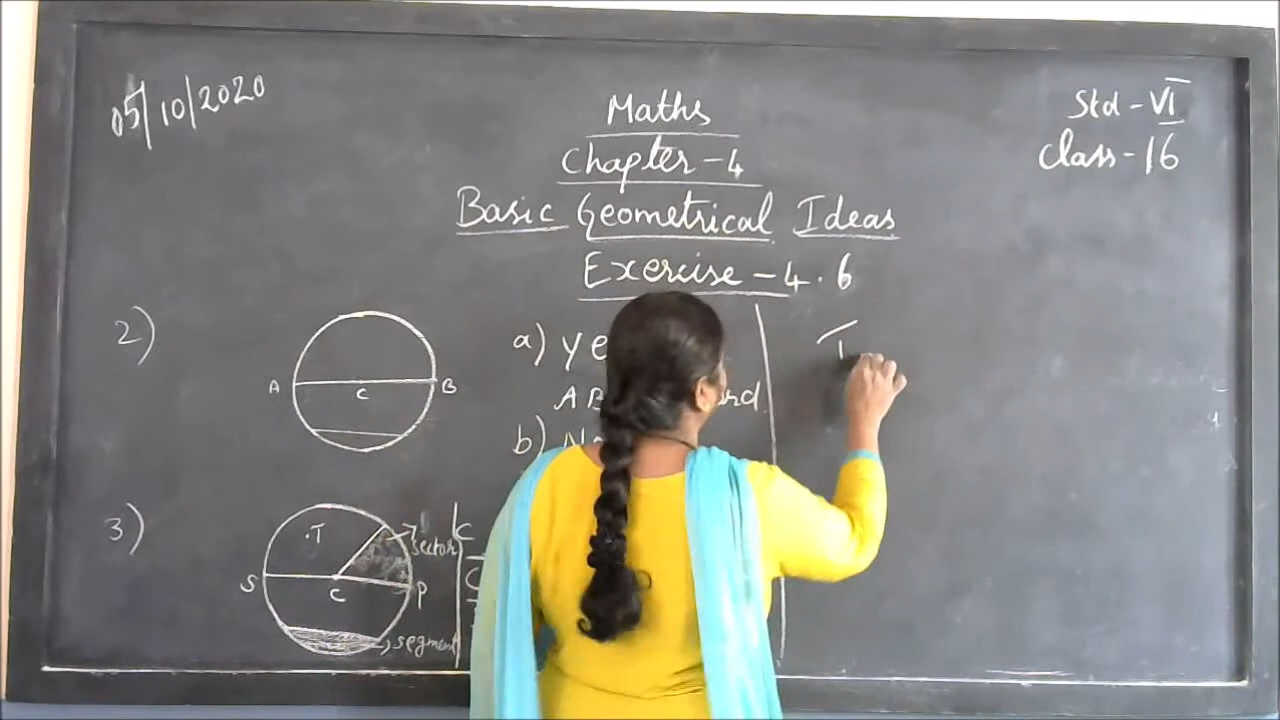 05/10/2020
Maths
Std - VI
Class - 16
Chapter - 4
Basic Geometrical Ideas
Exercise - 4.6
2)
A
C
B
a)
AB
b)
3)
.T
sector
S
C
P
segment